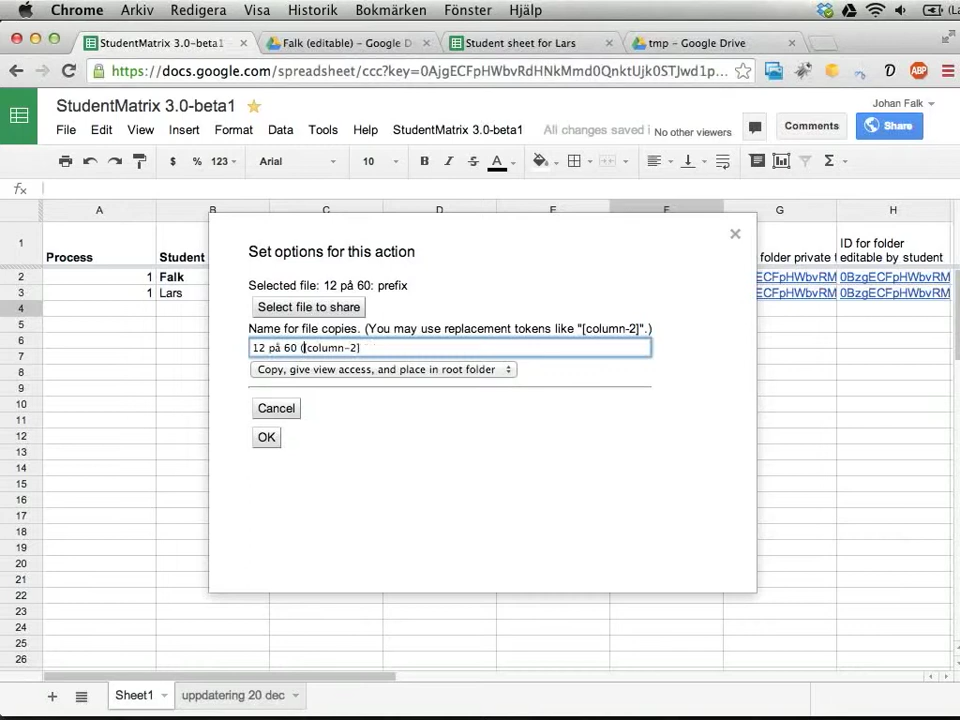 Chrome Arkiv Redigera Visa Historik Bokmärken Fönster Hjälp
StudentMatrix 3.0-beta1 Falk (editable) – Google D Student sheet for Lars tmp – Google Drive
https://docs.google.com/spreadsheet/ccc?key=0AjgECFpHWbvRdHNkMmd0QnktUjk0STJwd1p...
StudentMatrix 3.0-beta1
Johan Falk
File Edit View Insert Format Data Tools Help StudentMatrix 3.0-beta1 All changes saved i No other viewers Comments Share
$ % 123 Arial 10 B I S A Σ
fx
A B C D E F G H
1 Process Student folder private t ID for folder
editable by student
2 1 Falk ECFpHWbvRM 0BzgECFpHWbvRM
3 1 Lars ECFpHWbvRM 0BzgECFpHWbvRM
4
5
6
7
8
9
10
11
12
13
14
15
16
17
18
19
20
21
22
23
24
25
26
Set options for this action
Selected file: 12 på 60: prefix
Select file to share
Name for file copies. (You may use replacement tokens like "[column-2]".)
12 på 60 ([column-2]
Copy, give view access, and place in root folder
Cancel
OK
Sheet1 uppdatering 20 dec